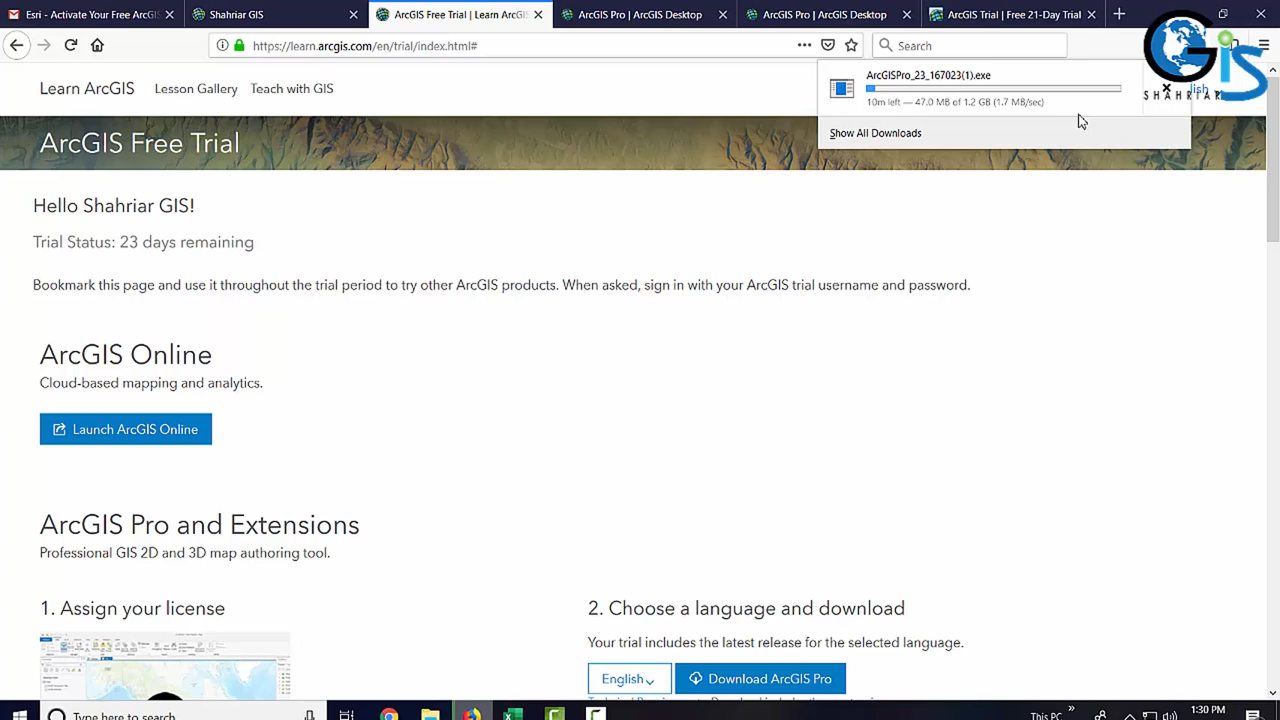 Esri - Activate Your Free ArcGI
Shahriar GIS
ArcGIS Free Trial | Learn ArcGIS
ArcGIS Pro | ArcGIS Desktop
ArcGIS Pro | ArcGIS Desktop
ArcGIS Trial | Free 21-Day Trial
https://learn.arcgis.com/en/trial/index.html#
Search
GIS
SHAHRIAR
Learn ArcGIS
Lesson Gallery
Teach with GIS
lish
ArcGISPro_23_167023(1).exe
10m left — 47.0 MB of 1.2 GB (1.7 MB/sec)
Show All Downloads
ArcGIS Free Trial
Hello Shahriar GIS!
Trial Status: 23 days remaining
Bookmark this page and use it throughout the trial period to try other ArcGIS products. When asked, sign in with your ArcGIS trial username and password.
ArcGIS Online
Cloud-based mapping and analytics.
Launch ArcGIS Online
ArcGIS Pro and Extensions
Professional GIS 2D and 3D map authoring tool.
1. Assign your license
2. Choose a language and download
Your trial includes the latest release for the selected language.
English
Download ArcGIS Pro
Type here to search
This PC
1:30 PM